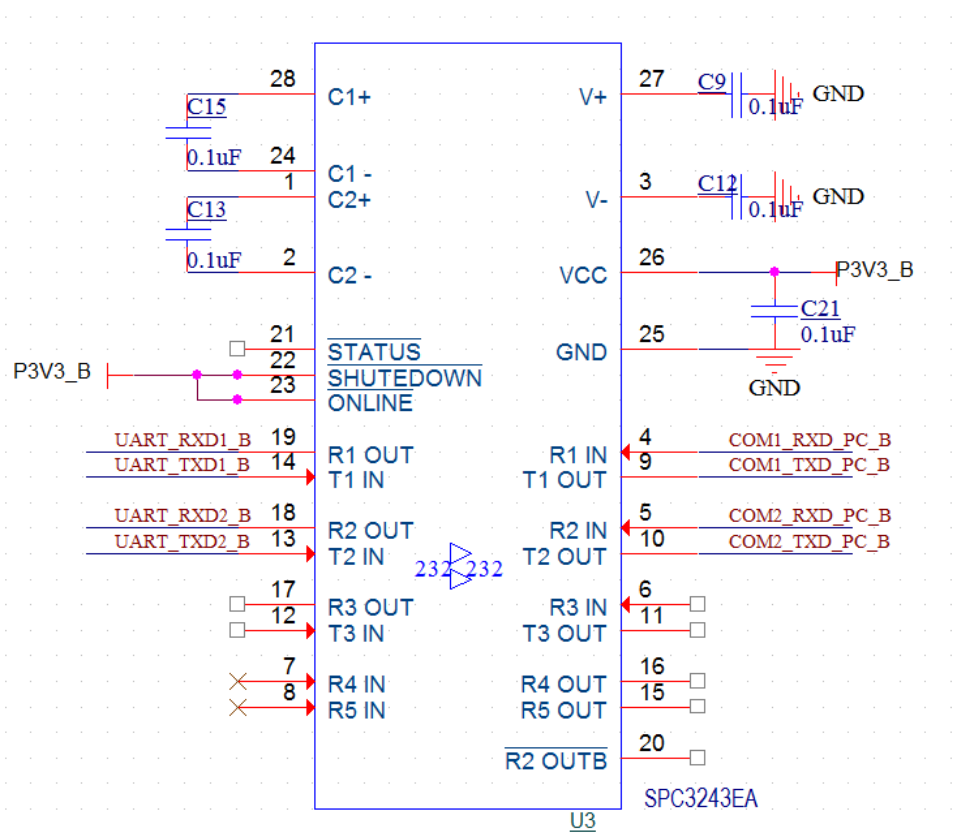 28 C1+ V+ 27 C9 0.1uF GND
C15
0.1uF 24 C1 -
1 C2+ V- 3 C12 0.1uF GND
C13
0.1uF 2 C2 - VCC 26 P3V3_B
C21
0.1uF
21 STATUS GND 25 GND
P3V3_B 22 SHUTEDOWN
23 ONLINE
UART_RXD1_B 19 R1 OUT R1 IN 4 COM1_RXD_PC_B
UART_TXD1_B 14 T1 IN T1 OUT 9 COM1_TXD_PC_B
UART_RXD2_B 18 R2 OUT R2 IN 5 COM2_RXD_PC_B
UART_TXD2_B 13 T2 IN T2 OUT 10 COM2_TXD_PC_B
232 232
17 R3 OUT R3 IN 6
12 T3 IN T3 OUT 11
7 R4 IN R4 OUT 16
8 R5 IN R5 OUT 15
R2 OUTB 20
SPC3243EA
U3